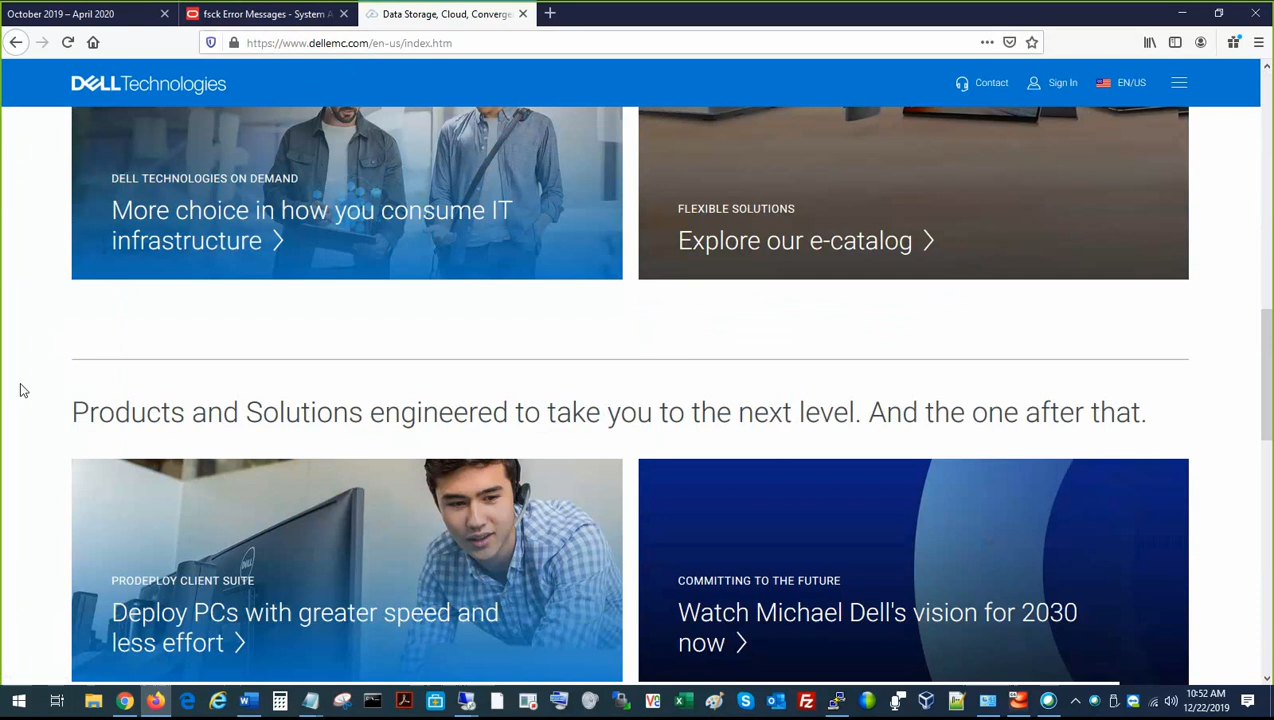 October 2019 – April 2020
fsck Error Messages - System A
Data Storage, Cloud, Converge
https://www.dellemc.com/en-us/index.htm
DELLTechnologies
Contact
Sign In
EN/US
DELL TECHNOLOGIES ON DEMAND
More choice in how you consume IT
infrastructure
FLEXIBLE SOLUTIONS
Explore our e-catalog
Products and Solutions engineered to take you to the next level. And the one after that.
PRODEPLOY CLIENT SUITE
Deploy PCs with greater speed and
less effort
COMMITTING TO THE FUTURE
Watch Michael Dell's vision for 2030
now
10:52 AM
12/22/2019